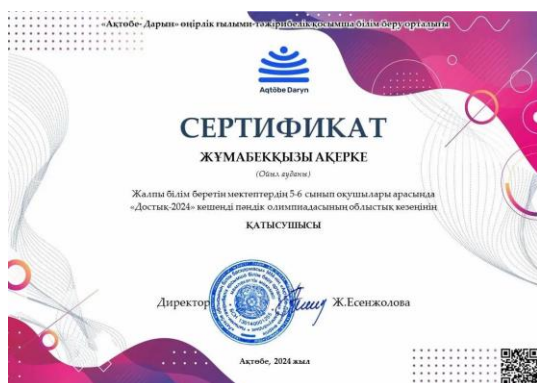 «Ақтөбе- Дарын» өңірлік ғылыми-тәжірибелік қосымша білім беру орталығы
Aqtöbe Daryn
СЕРТИФИКАТ
ЖҰМАБЕКҚЫЗЫ АҚЕРКЕ
(Ойыл ауданы)
Жалпы білім беретін мектептердің 5-6 сынып оқушылары арасында
«Достык-2024» кешенді пәндік олимпиадасының облыстық кезеңінің
ҚАТЫСУШЫСЫ
Директор Ж.Есенжолова
Ақтөбе, 2024 жыл